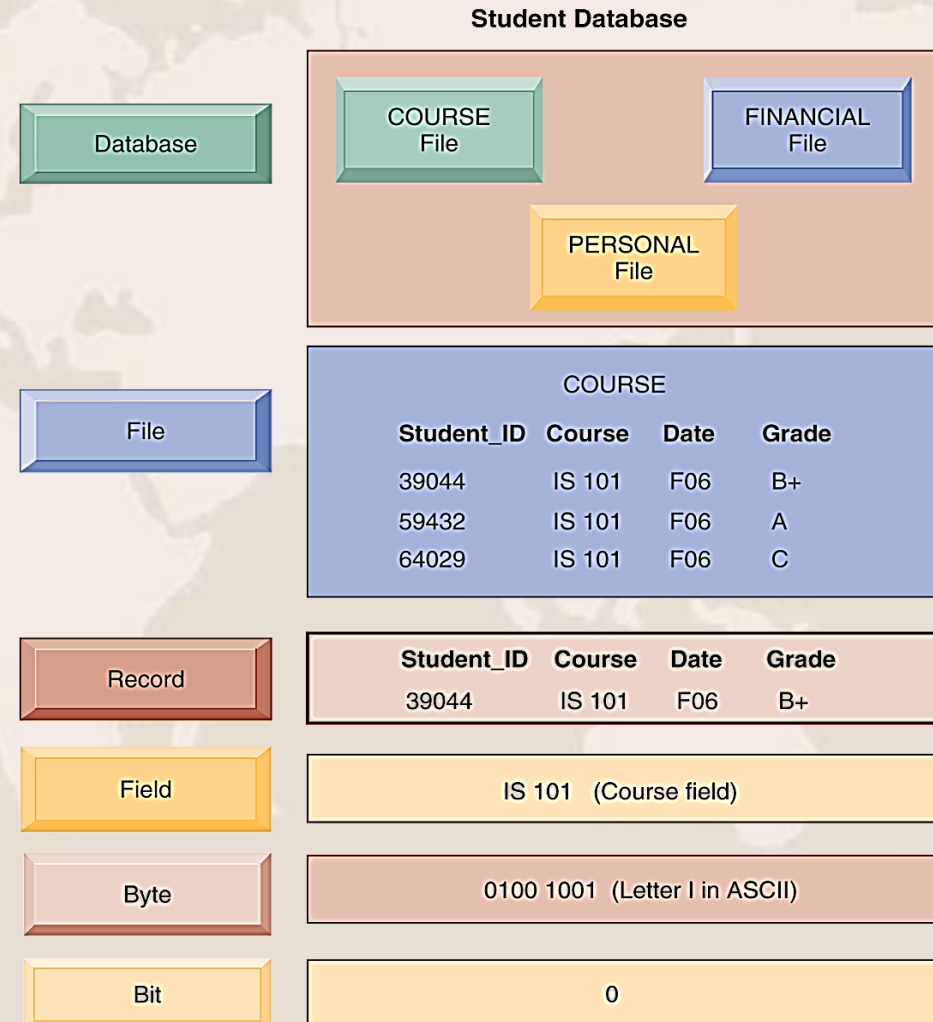 Student Database
Database
COURSE
File
FINANCIAL
File
PERSONAL
File
File
COURSE
Student_ID Course Date Grade
39044 IS 101 F06 B+
59432 IS 101 F06 A
64029 IS 101 F06 C
Record
Student_ID Course Date Grade
39044 IS 101 F06 B+
Field
IS 101 (Course field)
Byte
0100 1001 (Letter I in ASCII)
Bit
0